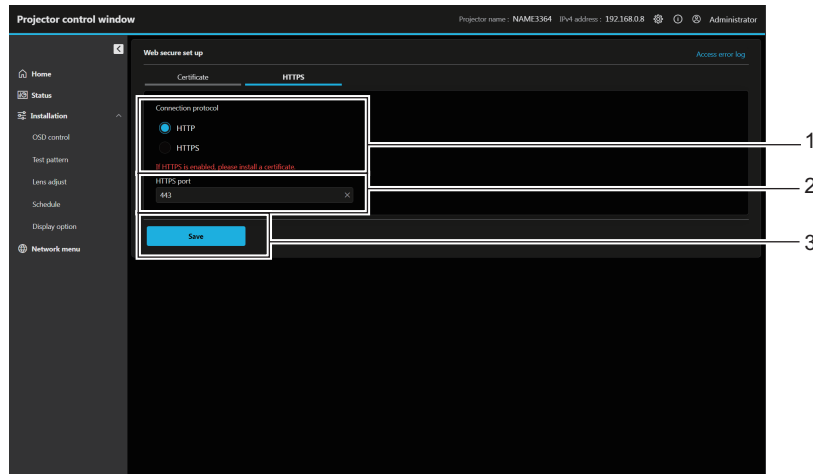 Projector control window
Projector name : NAME3364 IPv4 address : 192.168.0.8 Administrator
Web secure set up
Access error log
Home
Certificate HTTPS
Status
Connection protocol
Installation
HTTP
OSD control
HTTPS
1
Test pattern
If HTTPS is enabled, please install a certificate.
Lens adjust
HTTPS port
2
443
Schedule
Display option
Save
3
Network menu